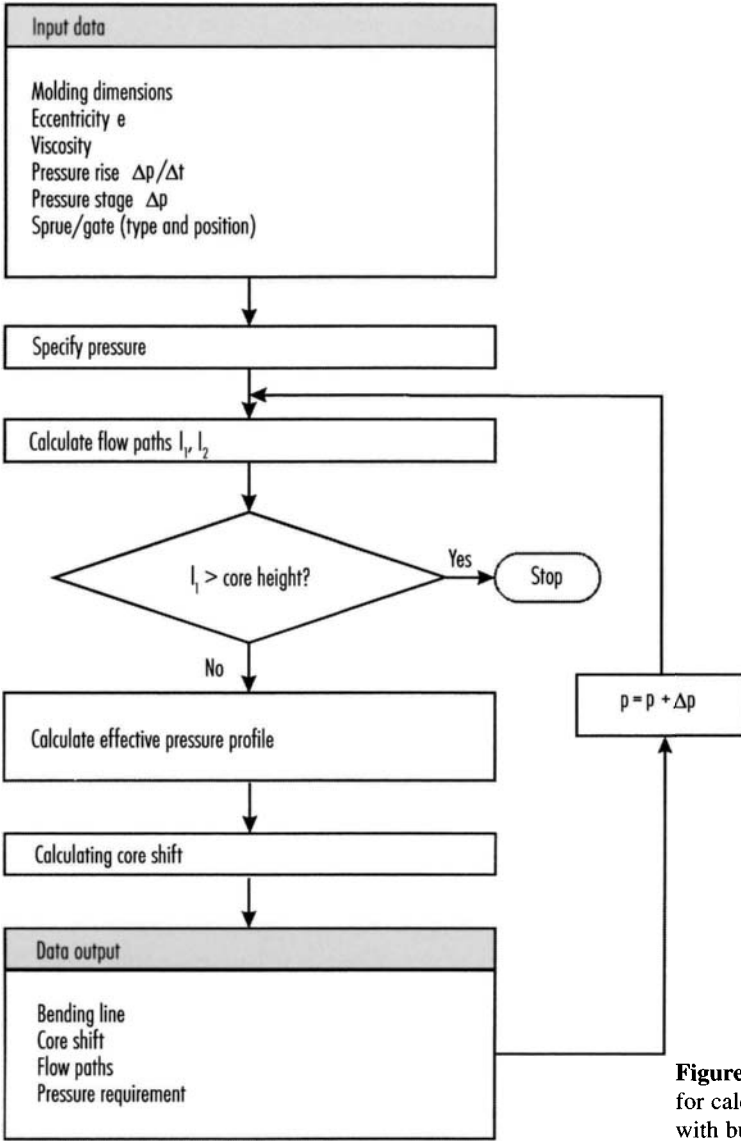 Input data
Molding dimensions
Eccentricity e
Viscosity
Pressure rise Δp/Δt
Pressure stage Δp
Sprue/gate (type and position)
Specify pressure
Calculate flow paths l₁, l₂
l₁ > core height?
Yes
Stop
No
p = p + Δp
Calculate effective pressure profile
Calculating core shift
Data output
Bending line
Core shift
Flow paths
Pressure requirement
Figure
for calc
with bu